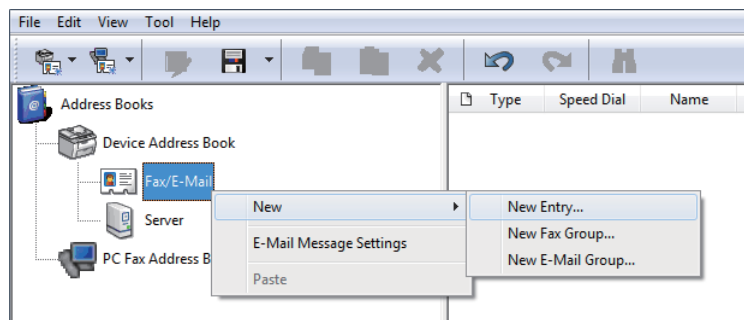 File Edit View Tool Help
Type Speed Dial Name
Address Books
Device Address Book
Fax/E-Mail
Server
PC Fax Address B
New
E-Mail Message Settings
Paste
New Entry...
New Fax Group...
New E-Mail Group...